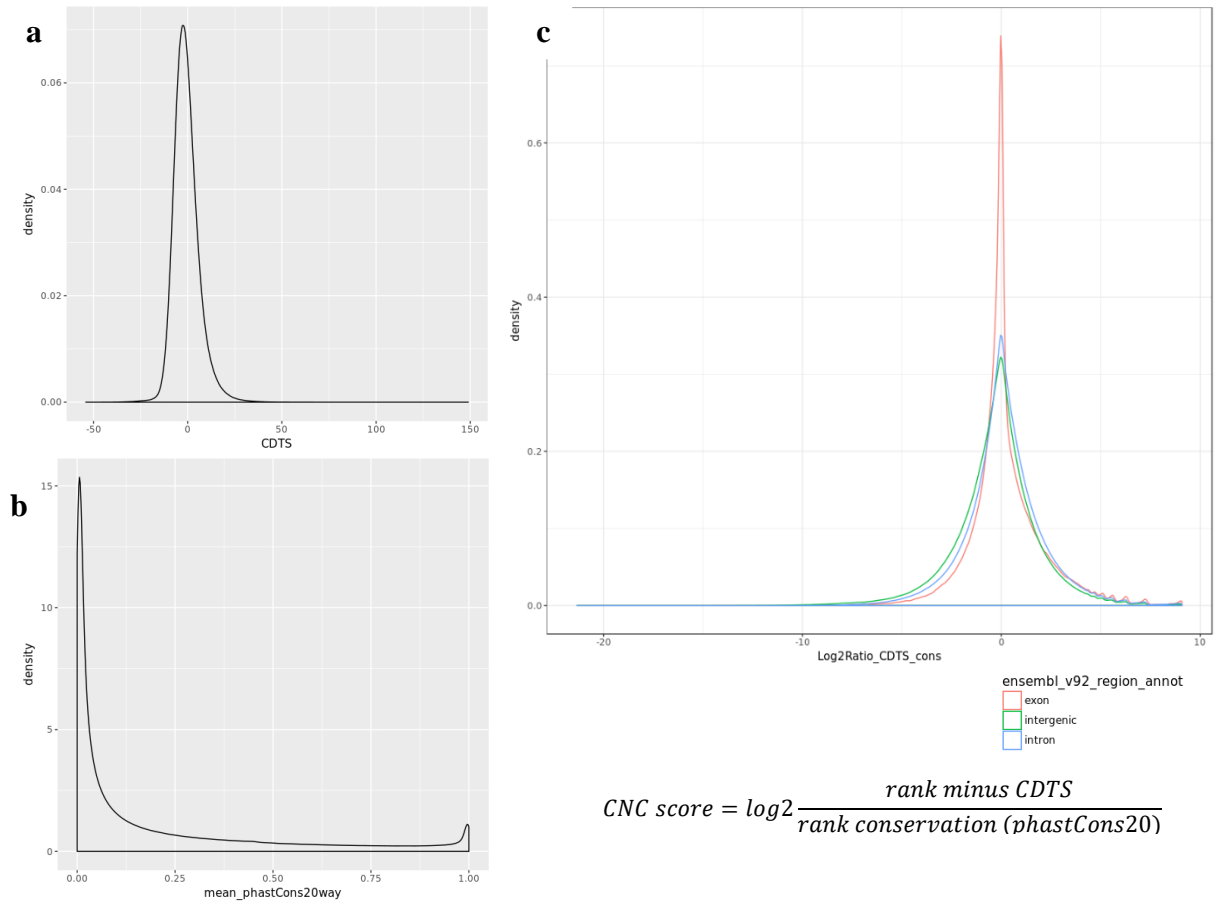 a
0.06
0.04
0.02
0.00
density
-50
0
50
100
150
CDTS
b
15
10
5
0
density
0.00
0.25
0.50
0.75
1.00
mean_phastCons20way
c
0.6
0.4
0.2
0.0
density
-20
-10
0
10
Log2Ratio_CDTS_cons
ensembl_v92_region_annot
exon
intergenic
intron
CNC score = log2 rank minus CDTS / rank conservation (phastCons20)